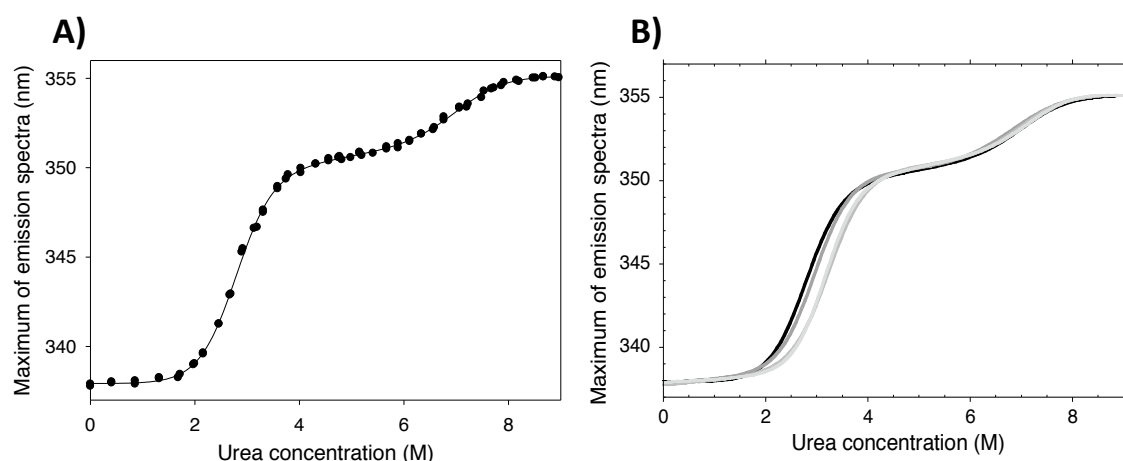 A)
Maximum of emission spectra (nm)
355
350
345
340
0 2 4 6 8
Urea concentration (M)
B)
Maximum of emission spectra (nm)
355
350
345
340
0 2 4 6 8
Urea concentration (M)